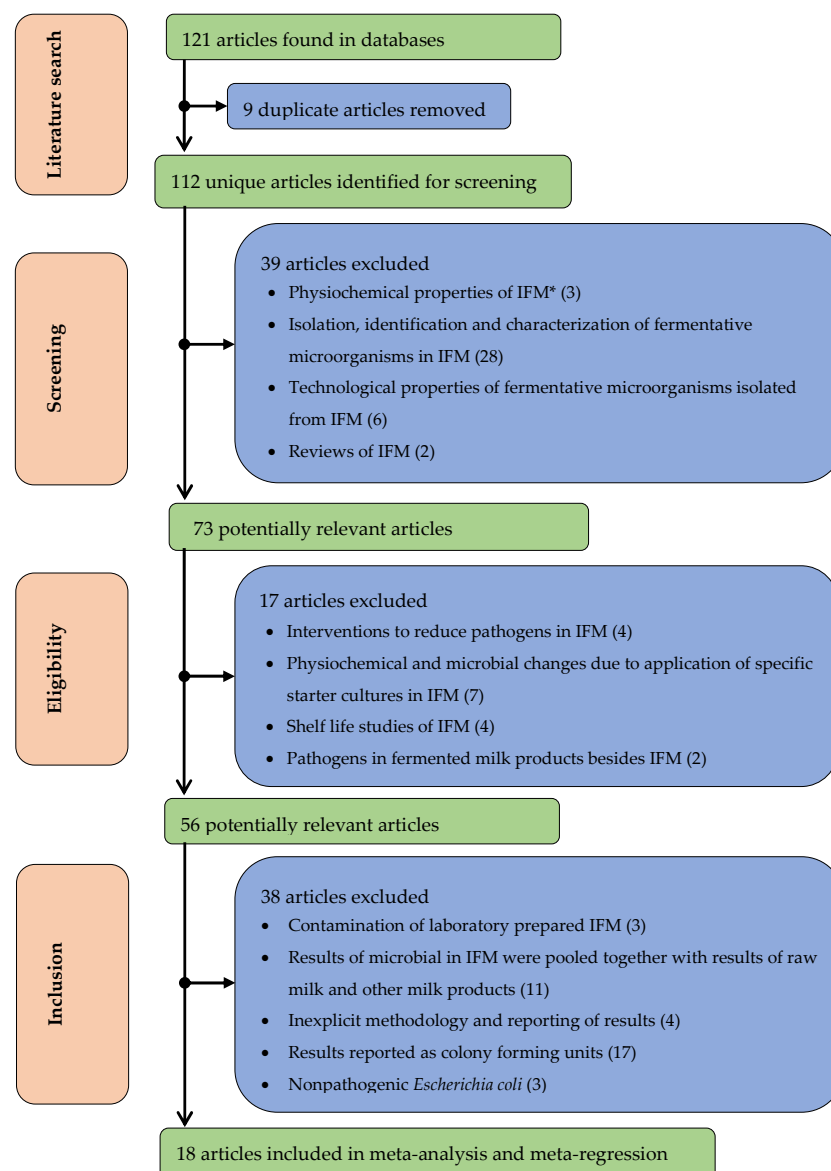 Literature search
121 articles found in databases
9 duplicate articles removed
112 unique articles identified for screening
Screening
39 articles excluded
• Physiochemical properties of IFM* (3)
• Isolation, identification and characterization of fermentative
microorganisms in IFM (28)
• Technological properties of fermentative microorganisms isolated
from IFM (6)
• Reviews of IFM (2)
73 potentially relevant articles
Eligibility
17 articles excluded
• Interventions to reduce pathogens in IFM (4)
• Physiochemical and microbial changes due to application of specific
starter cultures in IFM (7)
• Shelf life studies of IFM (4)
• Pathogens in fermented milk products besides IFM (2)
56 potentially relevant articles
Inclusion
38 articles excluded
• Contamination of laboratory prepared IFM (3)
• Results of microbial in IFM were pooled together with results of raw
milk and other milk products (11)
• Inexplicit methodology and reporting of results (4)
• Results reported as colony forming units (17)
• Nonpathogenic Escherichia coli (3)
18 articles included in meta-analysis and meta-regression